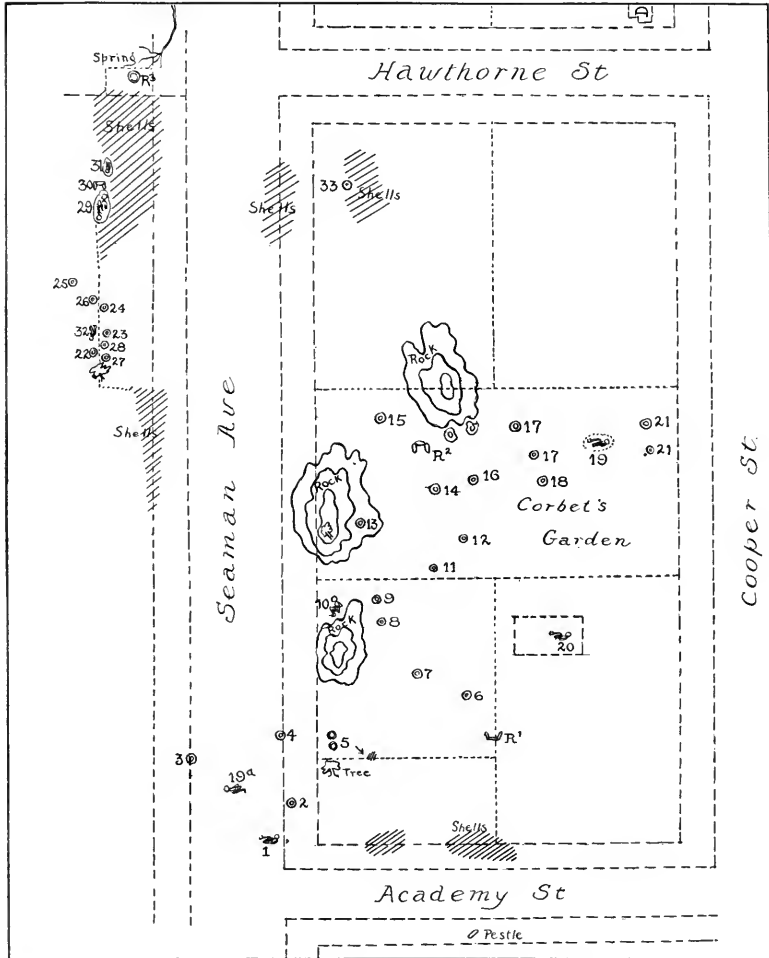 Spring
R³
Hawthorne St
Shells
31
30
29
33
Shells
Shells
25
26
24
32
23
28
22
27
Shells
Rock
15
R²
17
17
19
21
21
16
14
18
Corbet's
Garden
Rock
13
12
11
Seaman Ave
Cooper St.
10
9
8
Rock
20
7
6
R¹
4
5
3
Tree
19ª
2
1
Shells
Academy St
Pestle